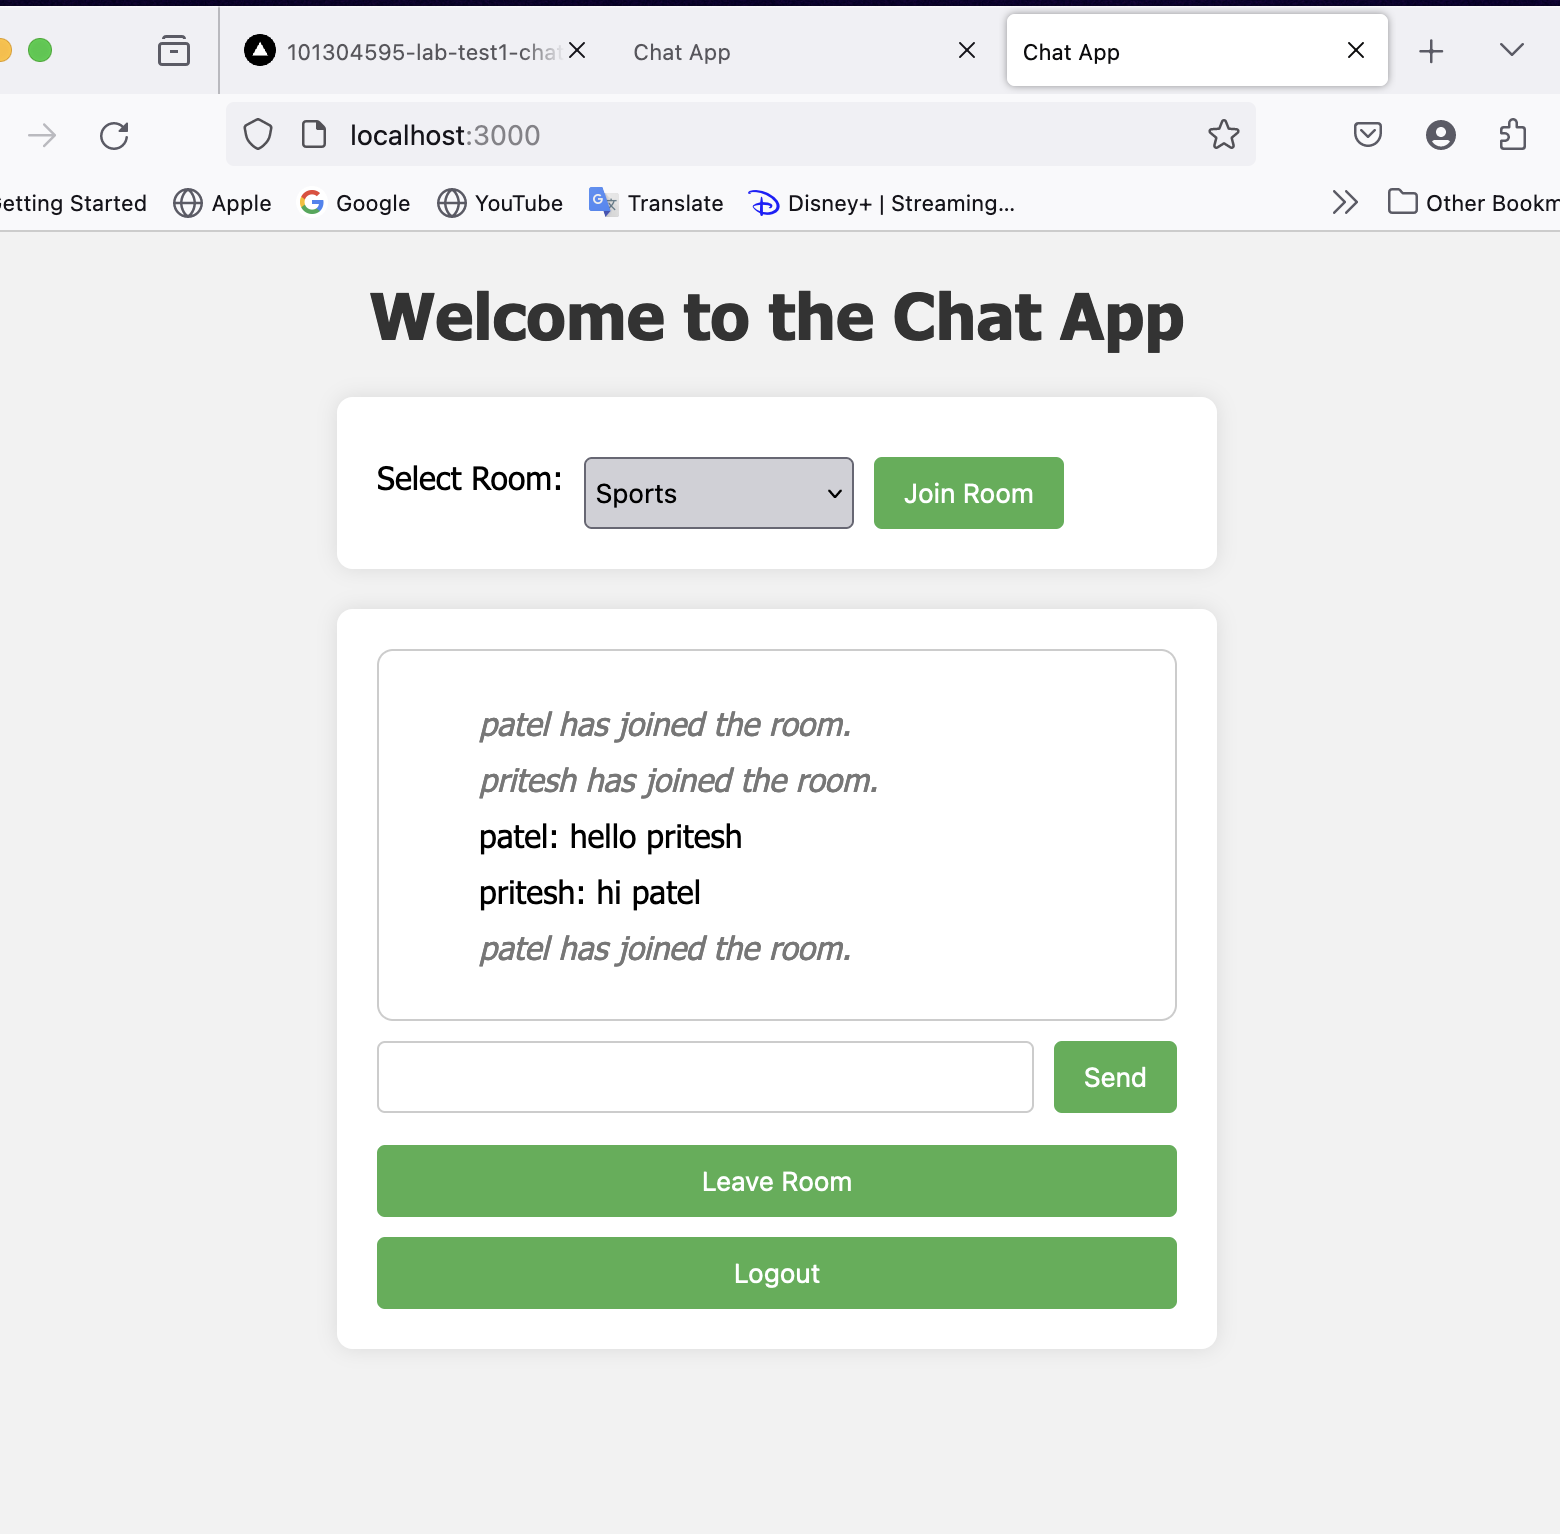 101304595-lab-test1-chat
Chat App
Chat App
localhost:3000
Getting Started
Apple
Google
YouTube
Translate
Disney+ | Streaming...
Other Bookm
Welcome to the Chat App
Select Room:
Sports
Join Room
patel has joined the room.
pritesh has joined the room.
patel: hello pritesh
pritesh: hi patel
patel has joined the room.
Send
Leave Room
Logout